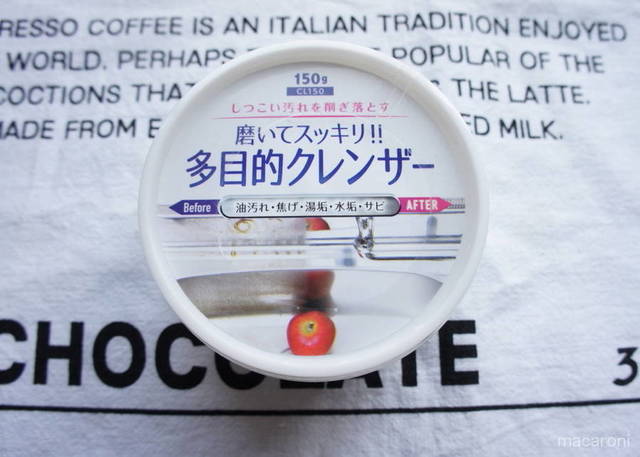 RESSO COFFEE IS AN ITALIAN TRADITION ENJOYED
WORLD. PERHAPS POPULAR OF THE
COCTIONS THAT THE LATTE.
MADE FROM E ED MILK.
150g
CL150
しつこい汚れを削ぎ落とす
磨いてスッキリ!!
多目的クレンザー
Before 油汚れ・焦げ・湯垢・水垢・サビ AFTER
CHOCOLATE 3
macaroni